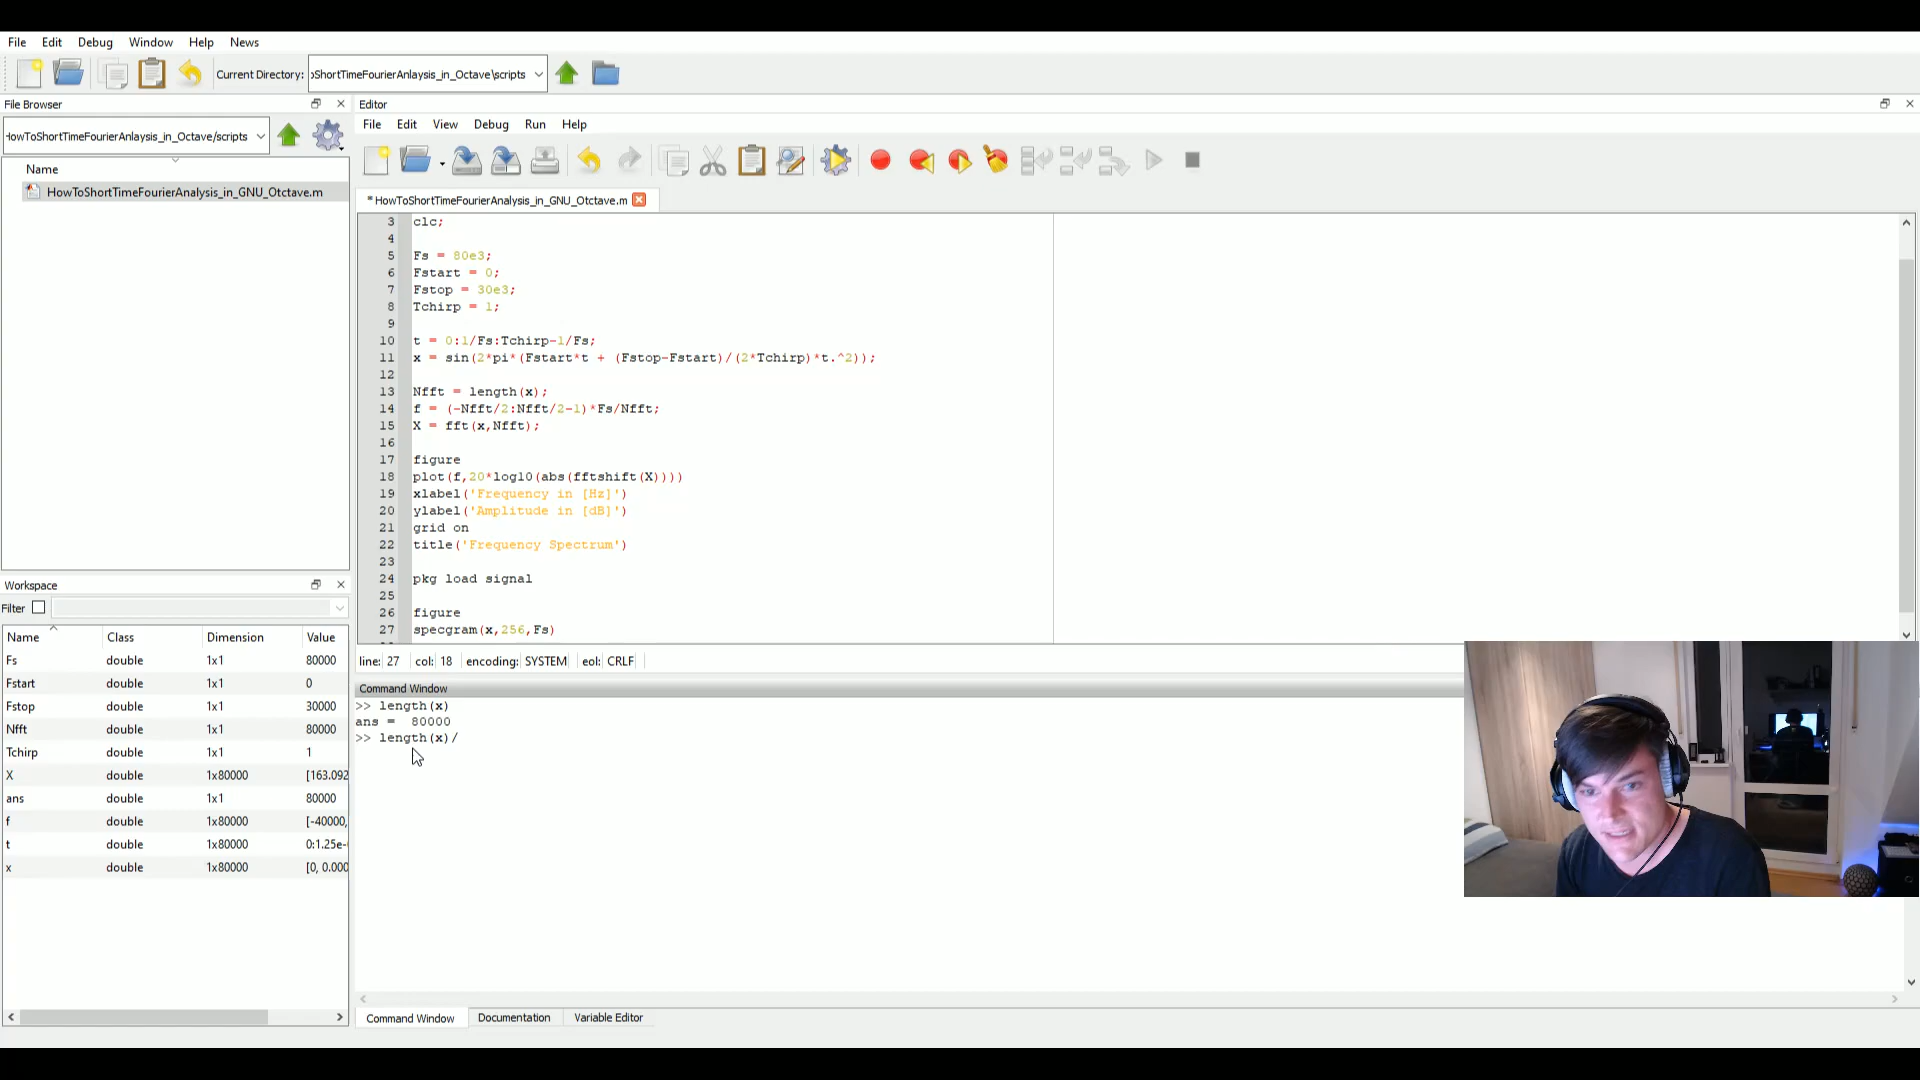 File Edit Debug Window Help News
Current Directory: ShortTimeFourierAnlaysis_in_Octave\scripts
File Browser
HowToShortTimeFourierAnlaysis_in_Octave/scripts
Name
HowToShortTimeFourierAnalysis_in_GNU_Otctave.m
Editor
File Edit View Debug Run Help
* HowToShortTimeFourierAnalysis_in_GNU_Otctave.m
3 clc;
4
5 Fs = 80e3;
6 Fstart = 0;
7 Fstop = 30e3;
8 Tchirp = 1;
9
10 t = 0:1/Fs:Tchirp-1/Fs;
11 x = sin(2*pi*(Fstart*t + (Fstop-Fstart)/(2*Tchirp)*t.^2));
12
13 Nfft = length(x);
14 f = (-Nfft/2:Nfft/2-1)*Fs/Nfft;
15 X = fft(x,Nfft);
16
17 figure
18 plot(f,20*log10(abs(fftshift(X))))
19 xlabel('Frequency in [Hz]')
20 ylabel('Amplitude in [dB]')
21 grid on
22 title('Frequency Spectrum')
23
24 pkg load signal
25
26 figure
27 specgram(x,256,Fs)
line: 27 col: 18 encoding: SYSTEM eol: CRLF
Workspace
Filter
Name Class Dimension Value
Fs double 1x1 80000
Fstart double 1x1 0
Fstop double 1x1 30000
Nfft double 1x1 80000
Tchirp double 1x1 1
X double 1x80000 [163.092
ans double 1x1 80000
f double 1x80000 [-40000,
t double 1x80000 0:1.25e-
x double 1x80000 [0, 0.000
Command Window
>> length(x)
ans = 80000
>> length(x)/
Command Window Documentation Variable Editor